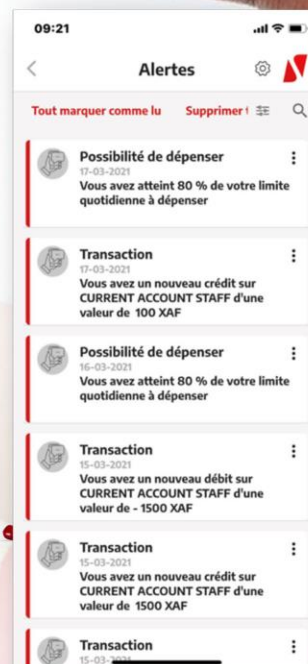 09:21
Alertes
Tout marquer comme lu Supprimer
Possibilité de dépenser
17-03-2021
Vous avez atteint 80 % de votre limite
quotidienne à dépenser
Transaction
17-03-2021
Vous avez un nouveau crédit sur
CURRENT ACCOUNT STAFF d'une
valeur de 100 XAF
Possibilité de dépenser
16-03-2021
Vous avez atteint 80 % de votre limite
quotidienne à dépenser
Transaction
15-03-2021
Vous avez un nouveau débit sur
CURRENT ACCOUNT STAFF d'une
valeur de - 1500 XAF
Transaction
15-03-2021
Vous avez un nouveau crédit sur
CURRENT ACCOUNT STAFF d'une
valeur de 1500 XAF
Transaction
15-03-2021